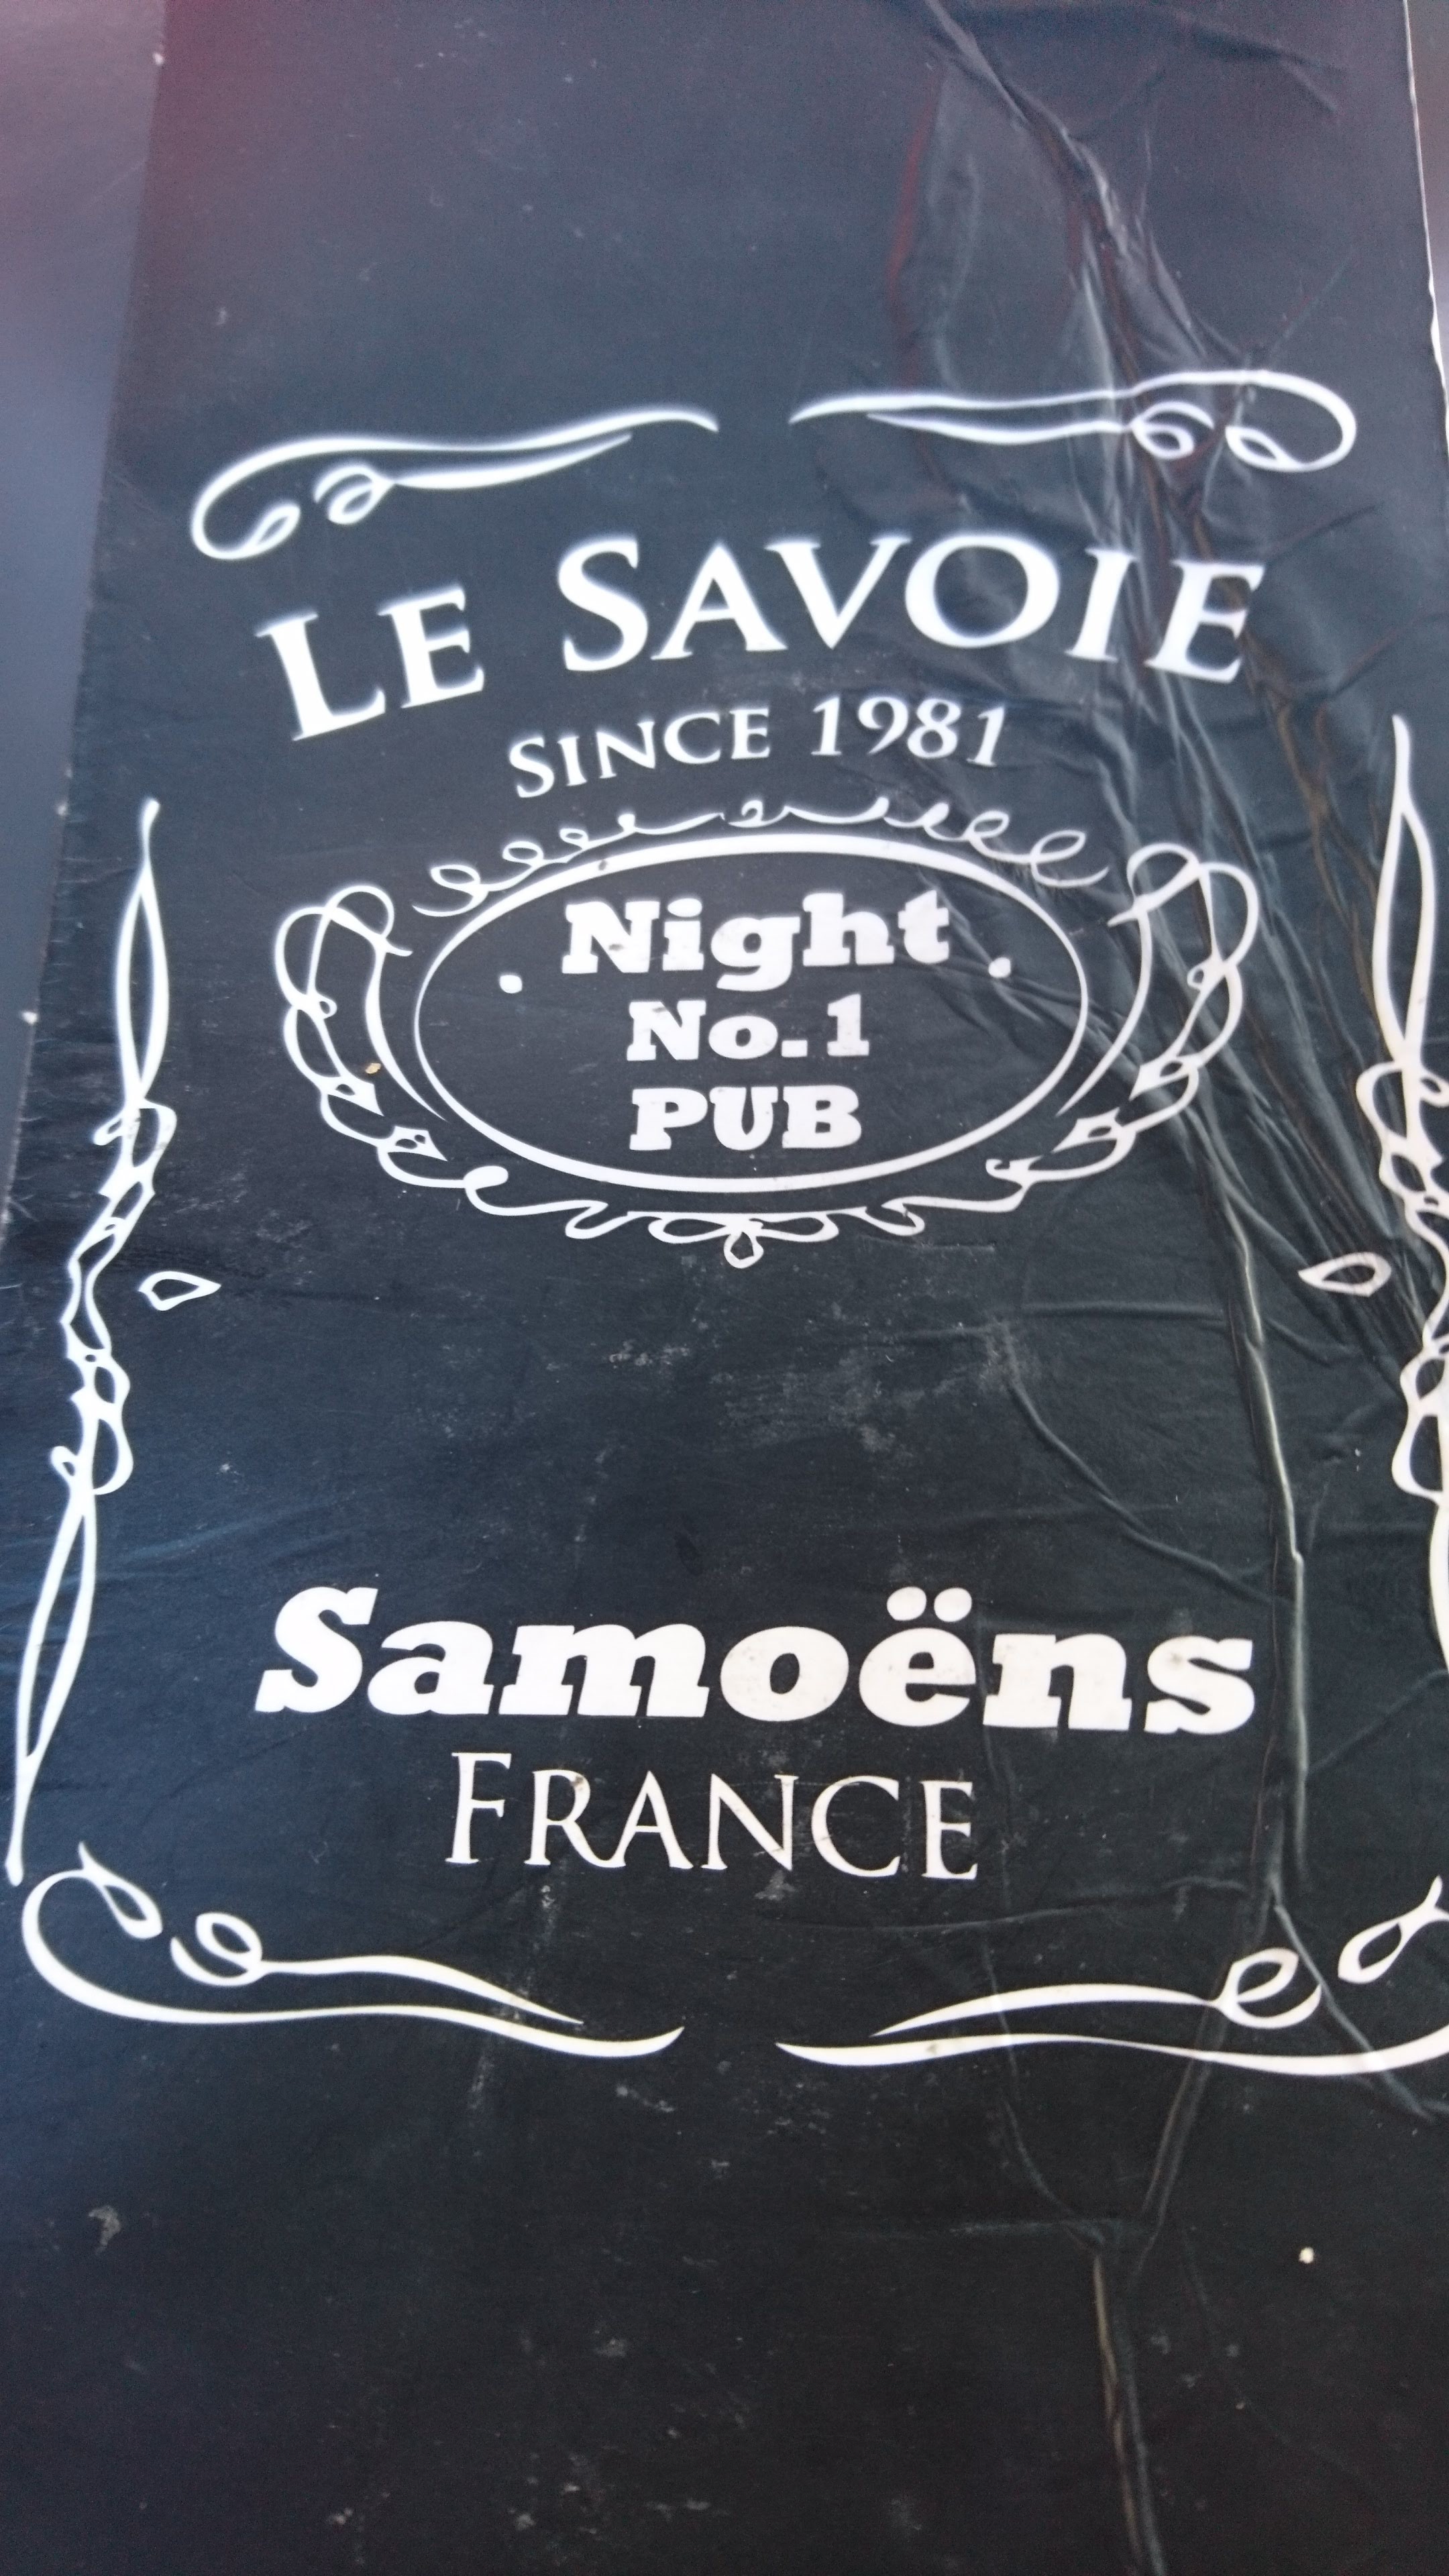 LE SAVOIE
SINCE 1981
. Night .
No.1
PUB
Samoëns
FRANCE